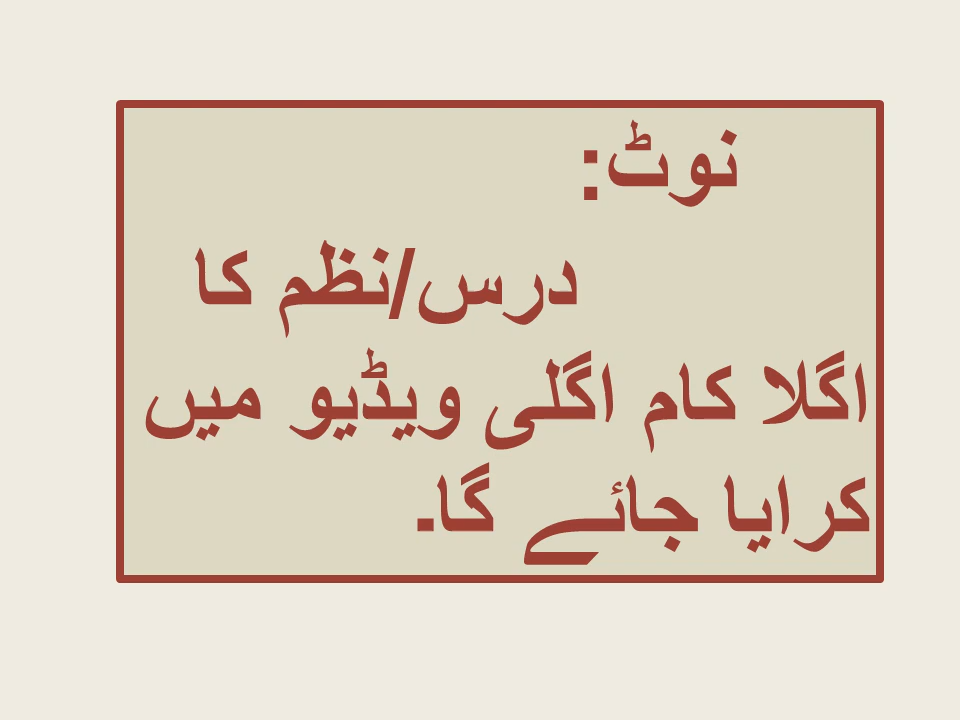 نوٹ:
درس/نظم کا
اگلا کام اگلی ویڈیو میں
کرایا جائے گا.